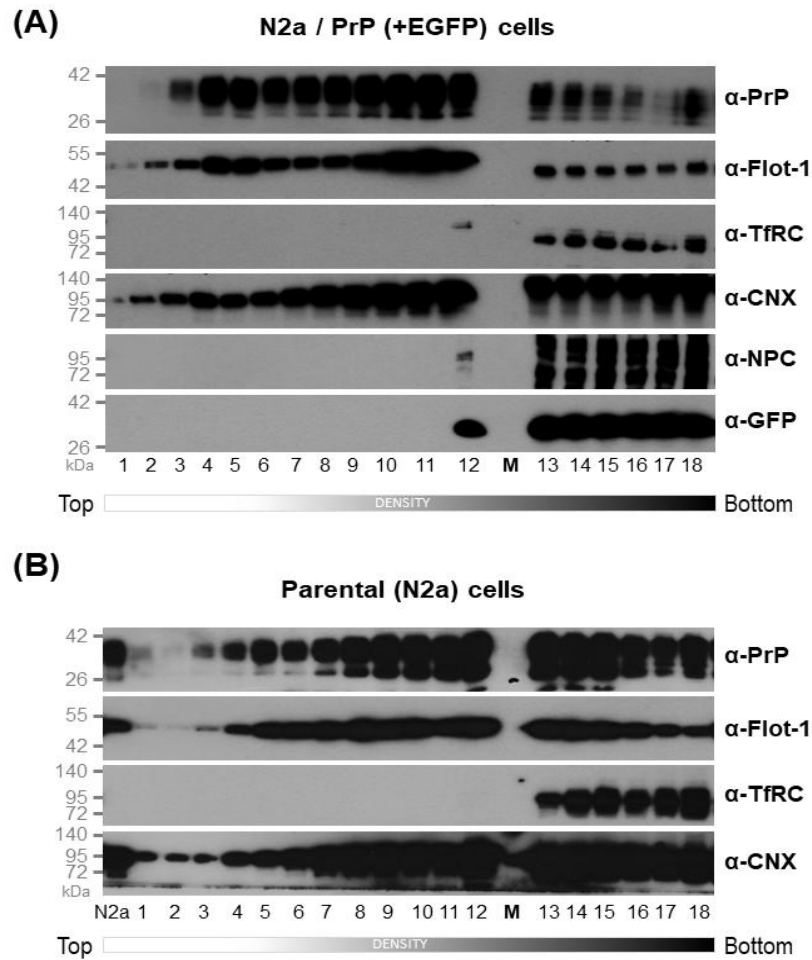 (A)
N2a / PrP (+EGFP) cells
42
26
α-PrP
55
42
α-Flot-1
140
95
72
α-TfRC
140
95
72
α-CNX
95
72
α-NPC
42
26
α-GFP
kDa 1 2 3 4 5 6 7 8 9 10 11 12 M 13 14 15 16 17 18
Top DENSITY Bottom
(B)
Parental (N2a) cells
42
26
α-PrP
55
42
α-Flot-1
140
95
72
α-TfRC
140
95
72
α-CNX
kDa
N2a 1 2 3 4 5 6 7 8 9 10 11 12 M 13 14 15 16 17 18
Top DENSITY Bottom